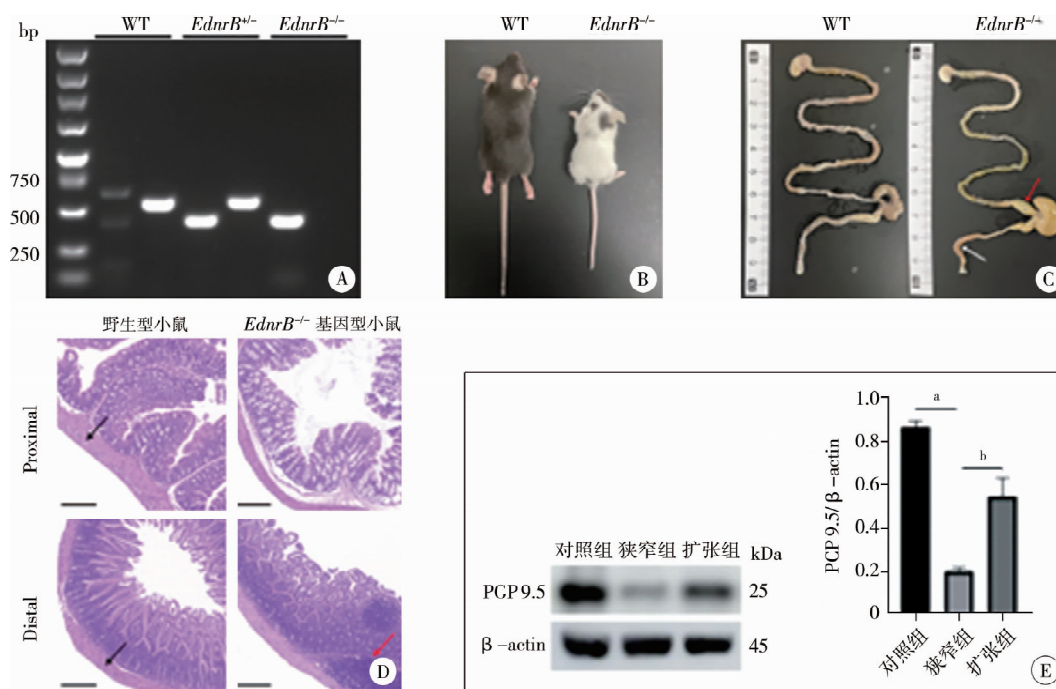 bp
WT EdnrB+/− EdnrB−/−
750
500
250
A
WT EdnrB−/−
B
WT EdnrB−/−
C
野生型小鼠 EdnrB−/− 基因型小鼠
Proximal
Distal
D
对照组 狭窄组 扩张组 kDa
PGP 9.5 25
β-actin 45
PGP 9.5/β-actin
1.0
0.8
0.6
0.4
0.2
0
a
b
对照组
狭窄组
扩张组
E